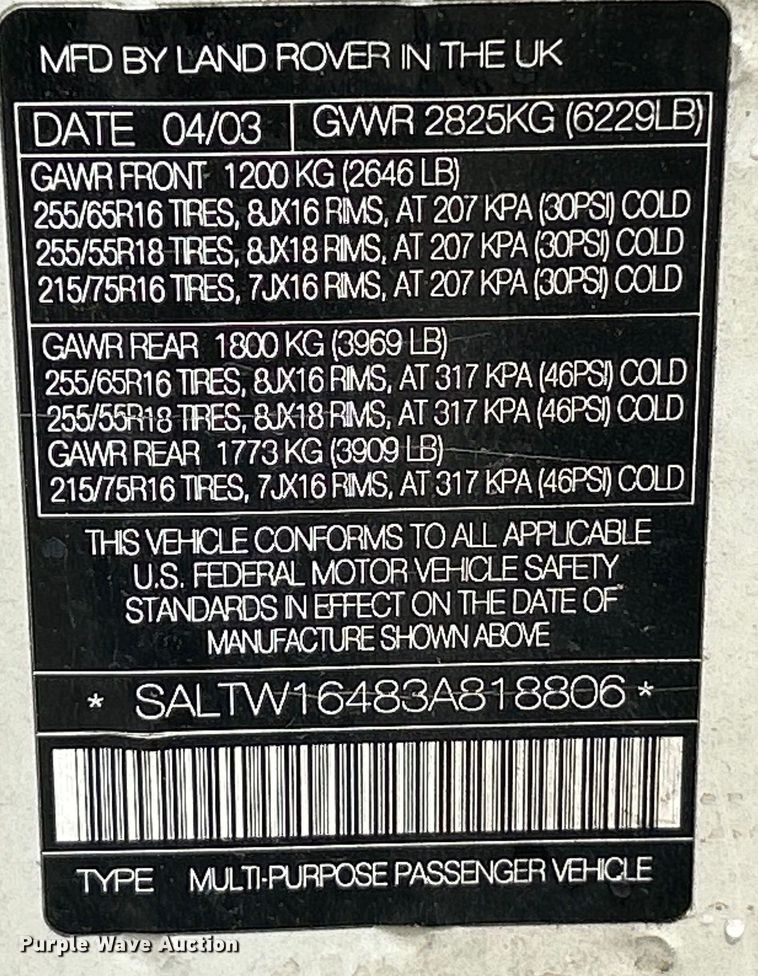 MFD BY LAND ROVER IN THE UK
DATE 04/03 GVWR 2825KG (6229LB)
GAWR FRONT 1200 KG (2646 LB)
255/65R16 TIRES, 8JX16 RIMS, AT 207 KPA (30PSI) COLD
255/55R18 TIRES, 8JX18 RIMS, AT 207 KPA (30PSI) COLD
215/75R16 TIRES, 7JX16 RIMS, AT 207 KPA (30PSI) COLD
GAWR REAR 1800 KG (3969 LB)
255/65R16 TIRES, 8JX16 RIMS, AT 317 KPA (46PSI) COLD
255/55R18 TIRES, 8JX18 RIMS, AT 317 KPA (46PSI) COLD
GAWR REAR 1773 KG (3909 LB)
215/75R16 TIRES, 7JX16 RIMS, AT 317 KPA (46PSI) COLD
THIS VEHICLE CONFORMS TO ALL APPLICABLE
U.S. FEDERAL MOTOR VEHICLE SAFETY
STANDARDS IN EFFECT ON THE DATE OF
MANUFACTURE SHOWN ABOVE
* SALTW16483A818806 *
TYPE MULTI-PURPOSE PASSENGER VEHICLE
Purple Wave Auction